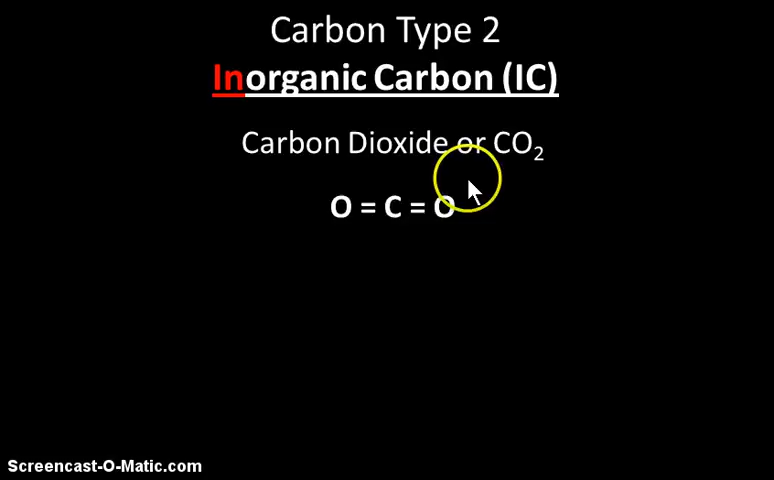 Carbon Type 2
Inorganic Carbon (IC)
Carbon Dioxide or CO₂
O = C = O
Screencast-O-Matic.com